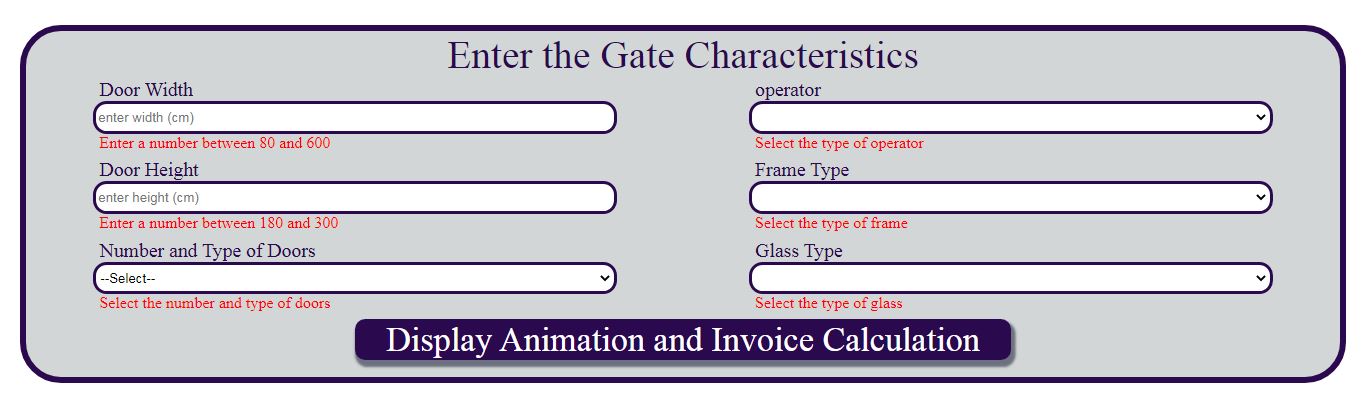 Enter the Gate Characteristics
Door Width
enter width (cm)
Enter a number between 80 and 600
Door Height
enter height (cm)
Enter a number between 180 and 300
Number and Type of Doors
--Select--
Select the number and type of doors
operator
Select the type of operator
Frame Type
Select the type of frame
Glass Type
Select the type of glass
Display Animation and Invoice Calculation